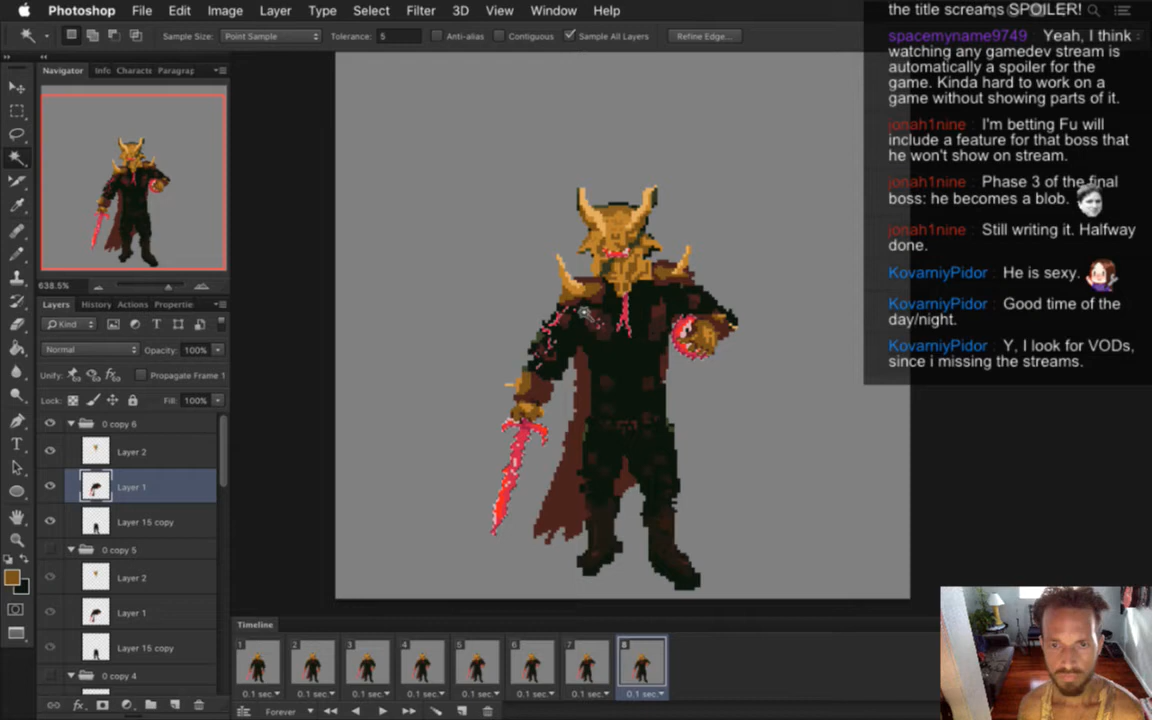 Photoshop File Edit Image Layer Type Select Filter 3D View Window Help
Sample Size: Point Sample Tolerance: 5 Anti-alias Contiguous Sample All Layers Refine Edge...
Navigator Info Characte Paragrap
638.5%
Layers History Actions Propertie
Kind
Normal Opacity: 100%
Unify: Propagate Frame 1
Lock: Fill: 100%
0 copy 6
Layer 2
Layer 1
Layer 15 copy
0 copy 5
Layer 2
Layer 1
Layer 15 copy
0 copy 4
Timeline
1 2 3 4 5 6 7 8
0.1 sec. 0.1 sec. 0.1 sec. 0.1 sec. 0.1 sec. 0.1 sec. 0.1 sec. 0.1 sec.
Forever
the title screams SPOILER!
spacemyname9749 Yeah, I think
watching any gamedev stream is
automatically a spoiler for the
game. Kinda hard to work on a
game without showing parts of it.
jonah1nine : I'm betting Fu will
include a feature for that boss that
he won't show on stream.
jonah1nine : Phase 3 of the final
boss: he becomes a blob.
jonah1nine : Still writing it. Halfway
done.
KovarniyPidor : He is sexy.
KovarniyPidor : Good time of the
day/night.
KovarniyPidor : Y, I look for VODs,
since i missing the streams.